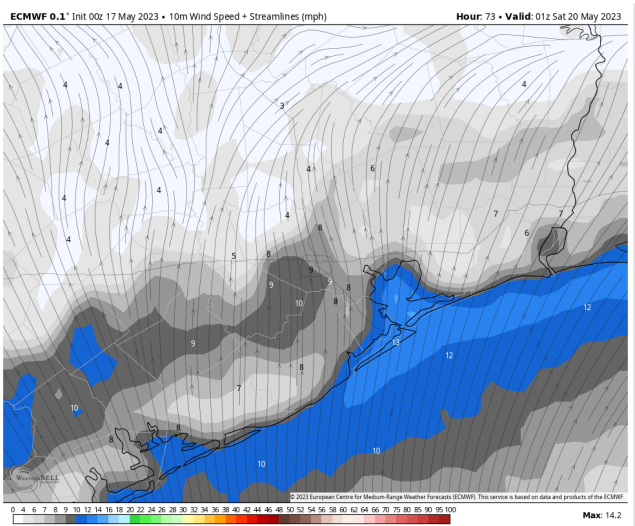 ECMWF 0.1° Init 00z 17 May 2023 • 10m Wind Speed + Streamlines (mph) Hour: 73 • Valid: 01z Sat 20 May 2023
4 4 4
3
4
4
6
4
4 4
4 7 7
8 6
4
5 8
9
9 9 8
10 8 12
9 13
12
8
7
10
8 8
10
10
WeatherBELL
© 2023 European Centre for Medium-Range Weather Forecasts (ECMWF). This service is based on data and products of the ECMWF.
0 4 6 7 8 9 10 12 14 16 18 20 22 24 26 28 30 32 34 36 38 40 42 44 46 48 50 52 56 60 65 70 75 80 85 90 95 100
Max: 14.2